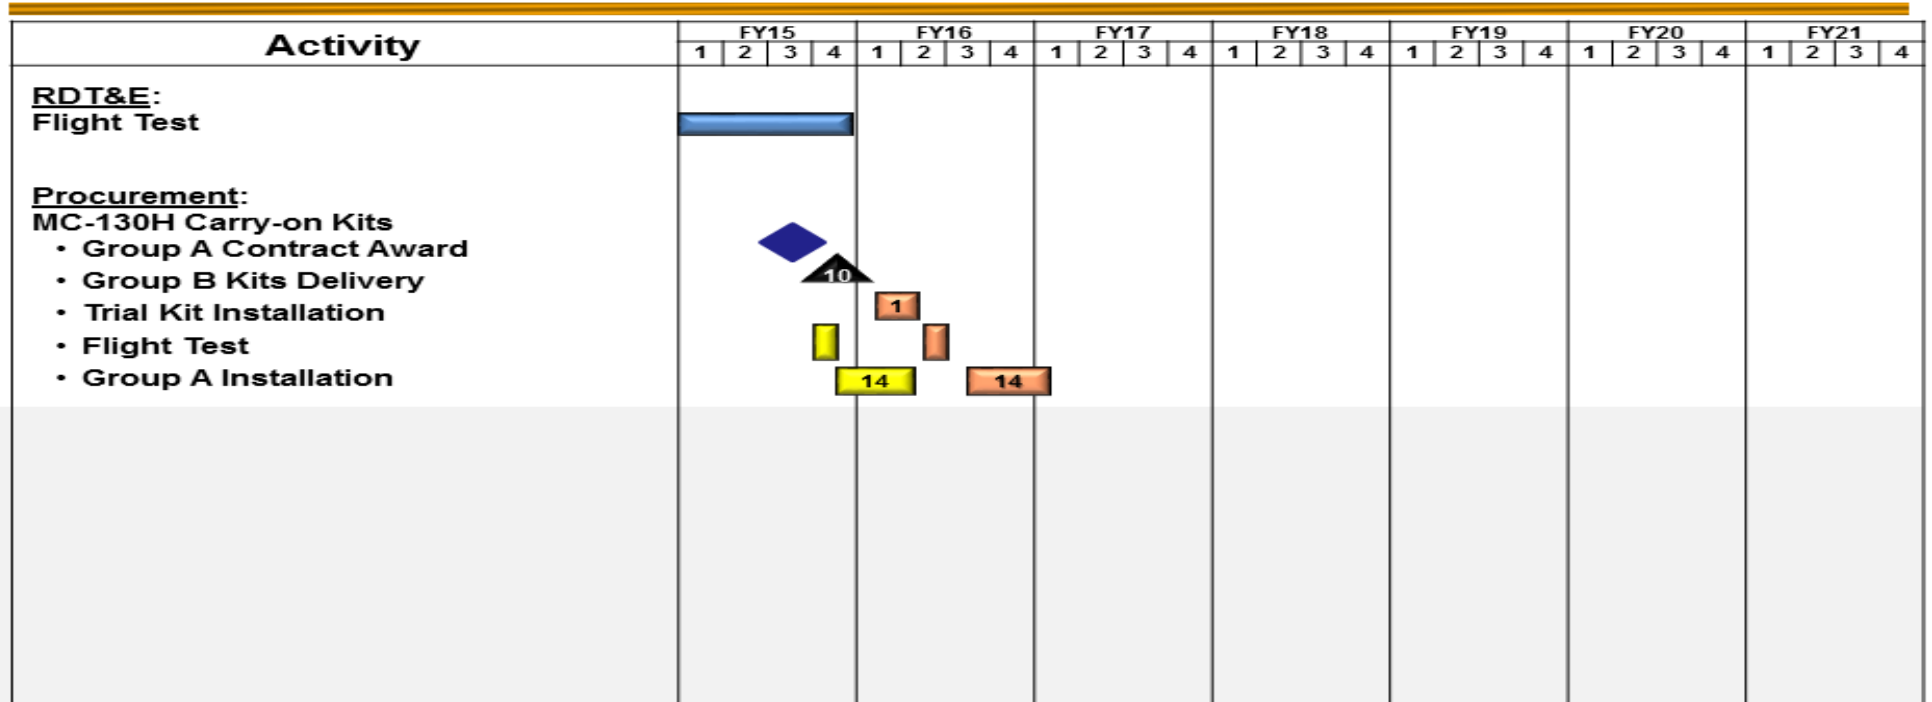 Activity
FY15 FY16 FY17 FY18 FY19 FY20 FY21
1 2 3 4 1 2 3 4 1 2 3 4 1 2 3 4 1 2 3 4 1 2 3 4 1 2 3 4
RDT&E:
Flight Test
Procurement:
MC-130H Carry-on Kits
• Group A Contract Award
• Group B Kits Delivery 10
• Trial Kit Installation 1
• Flight Test
• Group A Installation 14 14